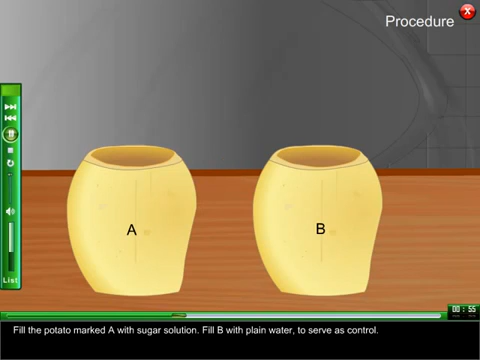 Procedure
X
A
B
List
00 : 55
Fill the potato marked A with sugar solution. Fill B with plain water, to serve as control.